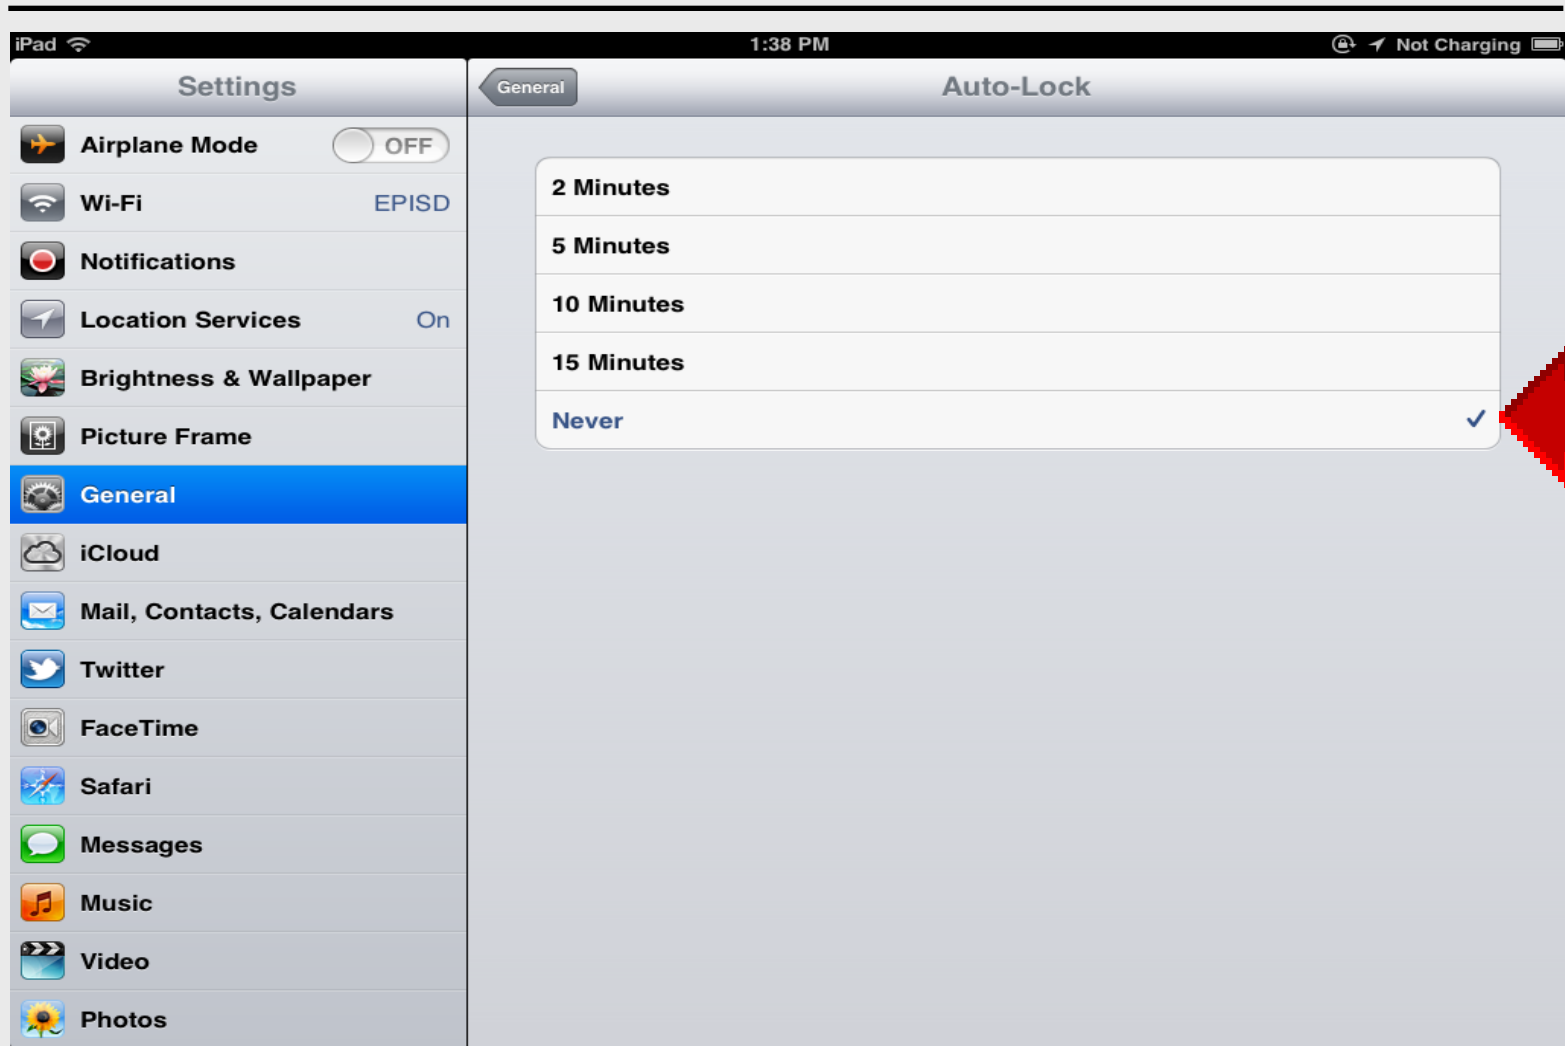 iPad 1:38 PM Not Charging
Settings
Airplane Mode OFF
Wi-Fi EPISD
Notifications
Location Services On
Brightness & Wallpaper
Picture Frame
General
iCloud
Mail, Contacts, Calendars
Twitter
FaceTime
Safari
Messages
Music
Video
Photos
General Auto-Lock
2 Minutes
5 Minutes
10 Minutes
15 Minutes
Never